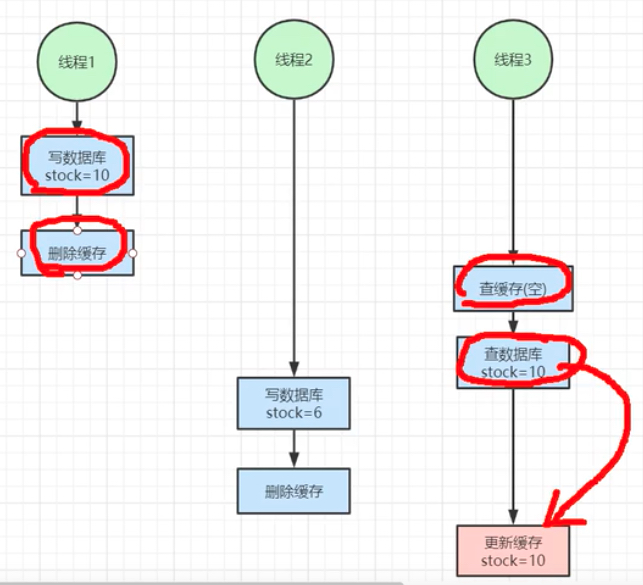 线程1
线程2
线程3
写数据库
stock=10
删除缓存
查缓存(空)
查数据库
stock=10
写数据库
stock=6
删除缓存
更新缓存
stock=10